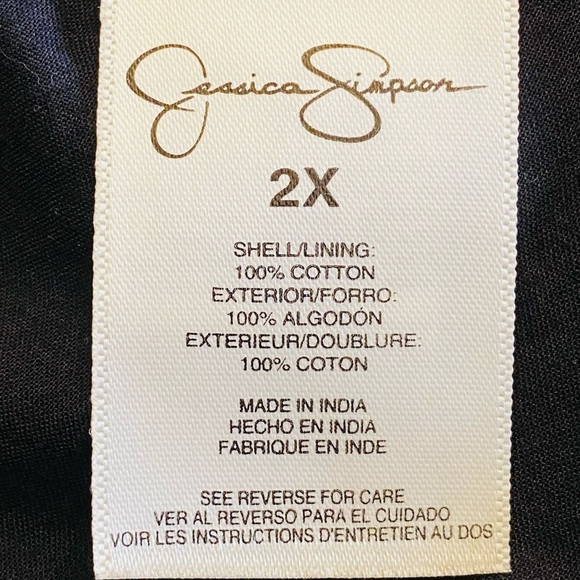 Jessica Simpson
2X
SHELL/LINING:
100% COTTON
EXTERIOR/FORRO:
100% ALGODÓN
EXTERIEUR/DOUBLURE:
100% COTON
MADE IN INDIA
HECHO EN INDIA
FABRIQUE EN INDE
SEE REVERSE FOR CARE
VER AL REVERSO PARA EL CUIDADO
VOIR LES INSTRUCTIONS D'ENTRETIEN AU DOS